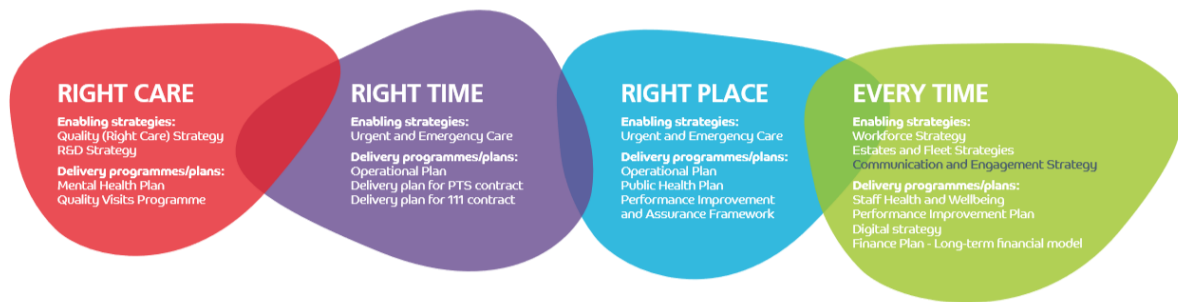 RIGHT CARE
Enabling strategies:
Quality (Right Care) Strategy
R&D Strategy
Delivery programmes/plans:
Mental Health Plan
Quality Visits Programme
RIGHT TIME
Enabling strategies:
Urgent and Emergency Care
Delivery programmes/plans:
Operational Plan
Delivery plan for PTS contract
Delivery plan for 111 contract
RIGHT PLACE
Enabling strategies:
Urgent and Emergency Care
Delivery programmes/plans:
Operational Plan
Public Health Plan
Performance Improvement
and Assurance Framework
EVERY TIME
Enabling strategies:
Workforce Strategy
Estates and Fleet Strategies
Communication and Engagement Strategy
Delivery programmes/plans:
Staff Health and Wellbeing
Performance Improvement Plan
Digital strategy
Finance Plan - Long-term financial model